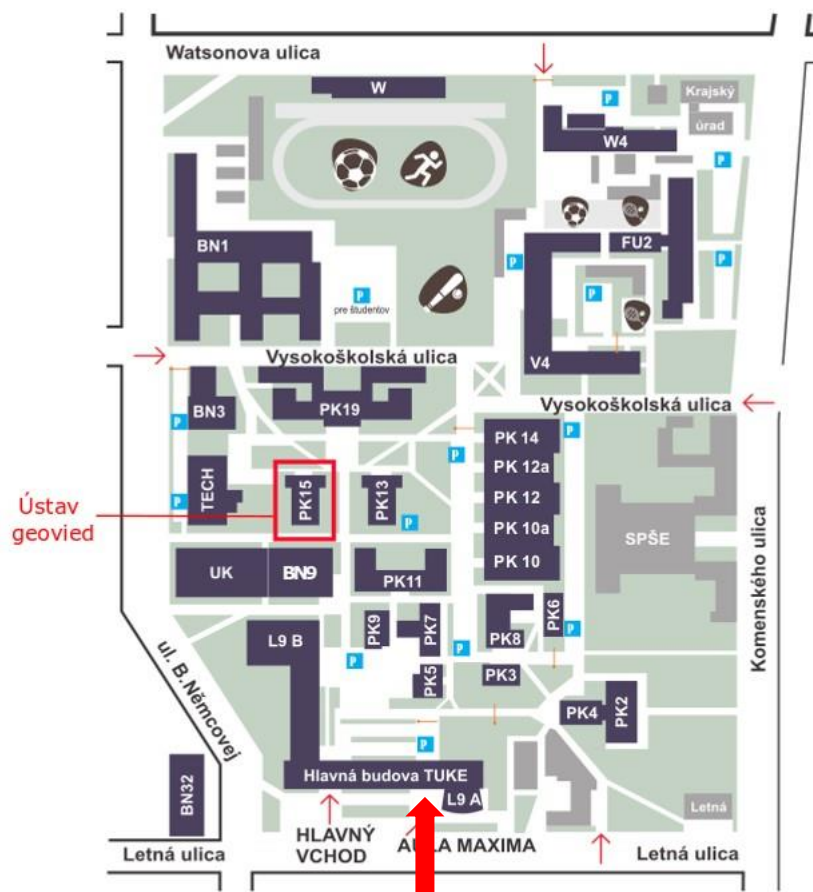 Watsonova ulica
W
Krajský
úrad
P
W4
P
P
BN1
FU2
P
P
P
P
pre študentov
Vysokoškolská ulica
V4
Vysokoškolská ulica
BN3
PK19
P
P
PK 14
P
PK 12a
TECH
PK15
PK13
PK 12
P
P
Ústav
geovied
PK 10a
SPŠE
PK 10
UK
BN9
PK11
Komenského ulica
PK9
PK7
PK8
PK6
P
L9 B
P
P
PK5
PK3
ul. B. Němcovej
PK4
PK2
P
Hlavná budova TUKE
BN32
L9 A
Letná
HLAVNÝ
VCHOD
AULA MAXIMA
Letná ulica
Letná ulica